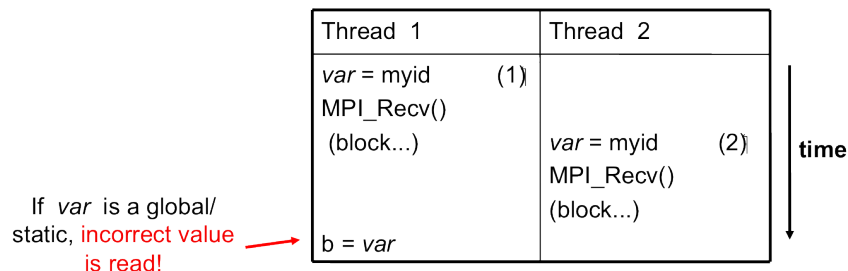 Thread 1
Thread 2
var = myid (1)
MPI_Recv()
(block...)
var = myid (2)
MPI_Recv()
(block...)
time
If var is a global/
static, incorrect value
is read!
b = var